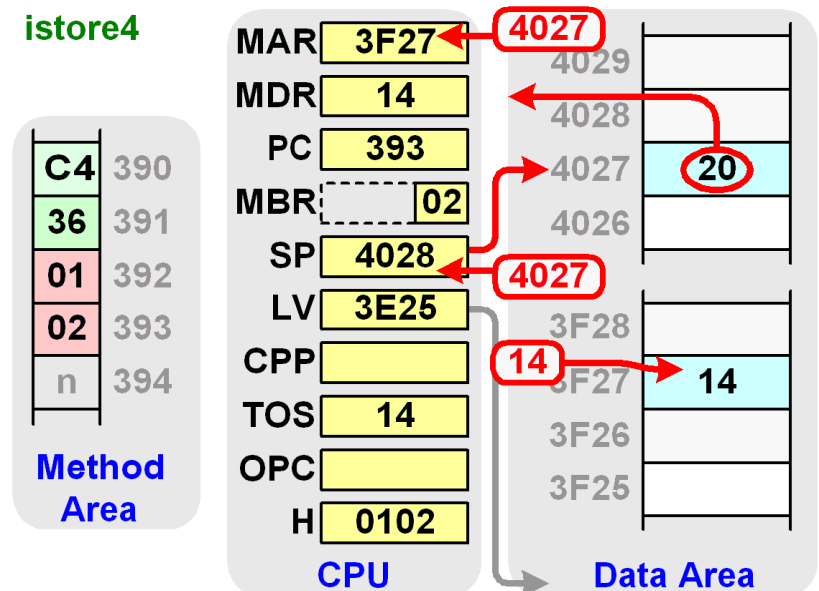 istore4
C4 390
36 391
01 392
02 393
n 394
Method
Area
MAR 3F27
MDR 14
PC 393
MBR 02
SP 4028
LV 3E25
CPP
TOS 14
OPC
H 0102
CPU
4027
4027
14
4029
4028
4027 20
4026
3F28
3F27 14
3F26
3F25
Data Area